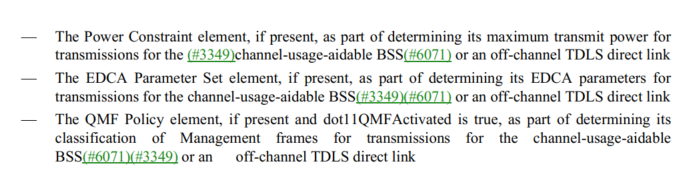 — The Power Constraint element, if present, as part of determining its maximum transmit power for
transmissions for the (#3349)channel-usage-aidable BSS(#6071) or an off-channel TDLS direct link
— The EDCA Parameter Set element, if present, as part of determining its EDCA parameters for
transmissions for the channel-usage-aidable BSS(#3349)(#6071) or an off-channel TDLS direct link
— The QMF Policy element, if present and dot11QMFActivated is true, as part of determining its
classification of Management frames for transmissions for the channel-usage-aidable
BSS(#6071)(#3349) or an off-channel TDLS direct link